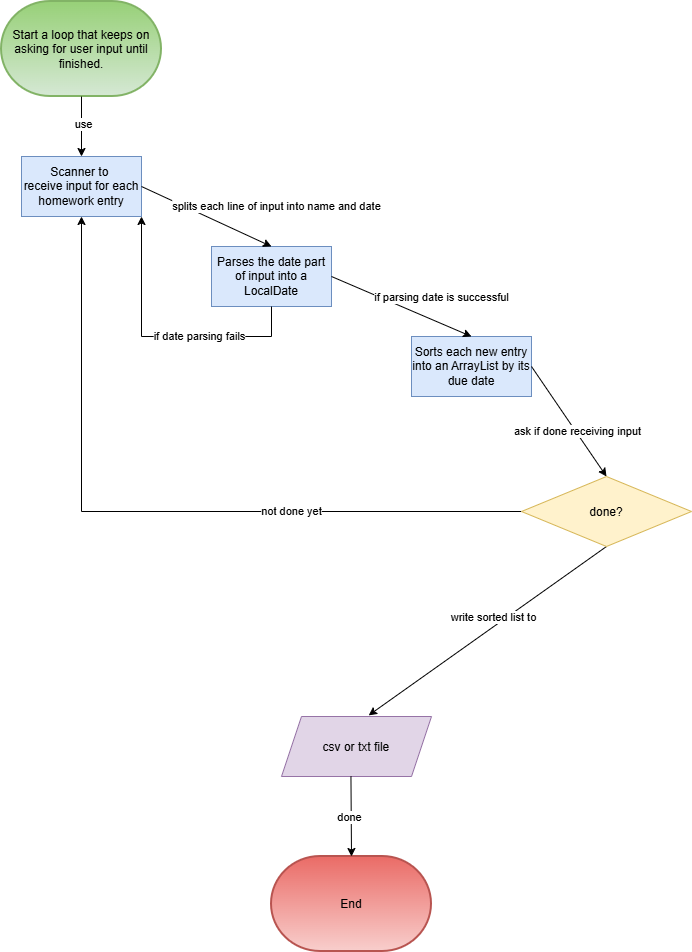 Start a loop that keeps on
asking for user input until
finished.
use
Scanner to
receive input for each
homework entry
splits each line of input into name and date
Parses the date part
of input into a
LocalDate
if parsing date is successful
if date parsing fails
Sorts each new entry
into an ArrayList by its
due date
ask if done receiving input
done?
not done yet
write sorted list to
csv or txt file
done
End